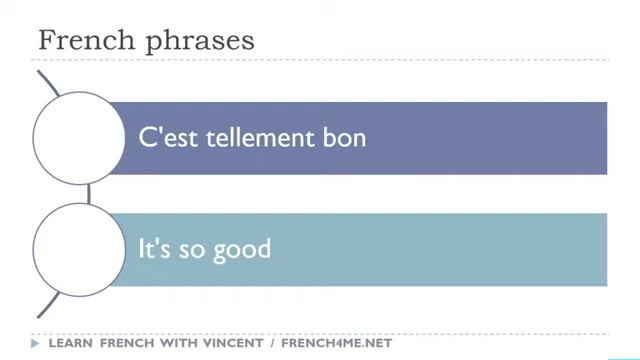 French phrases
C'est tellement bon
It's so good
LEARN FRENCH WITH VINCENT / FRENCH4ME.NET